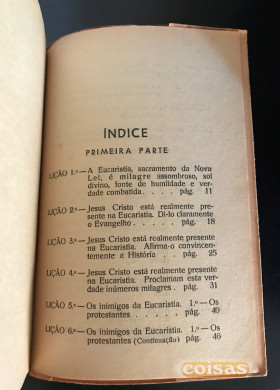 ÍNDICE
PRIMEIRA PARTE
LIÇÃO 1.ª — A Eucaristia, sacramento da Nova
Lei, é milagre assombroso, sol
divino, fonte de humildade e ver-
dade combatida. . . . pág. 11
LIÇÃO 2.ª — Jesus Cristo está realmente pre-
sente na Eucaristia. Di-lo claramente
o Evangelho . . . . pág. 18
LIÇÃO 3.ª — Jesus Cristo está realmente presente
na Eucaristia. Afirma-o convincen-
temente a História . . pág. 25
LIÇÃO 4.ª — Jesus Cristo está realmente presente
na Eucaristia. Proclamam esta ver-
dade inúmeros milagres . pág. 31
LIÇÃO 5.ª — Os inimigos da Eucaristia. 1.º — Os
protestantes . . . . pág. 40
LIÇÃO 6.ª — Os inimigos da Eucaristia. 1.º — Os
protestantes (Continuação) . pág. 46
coisas